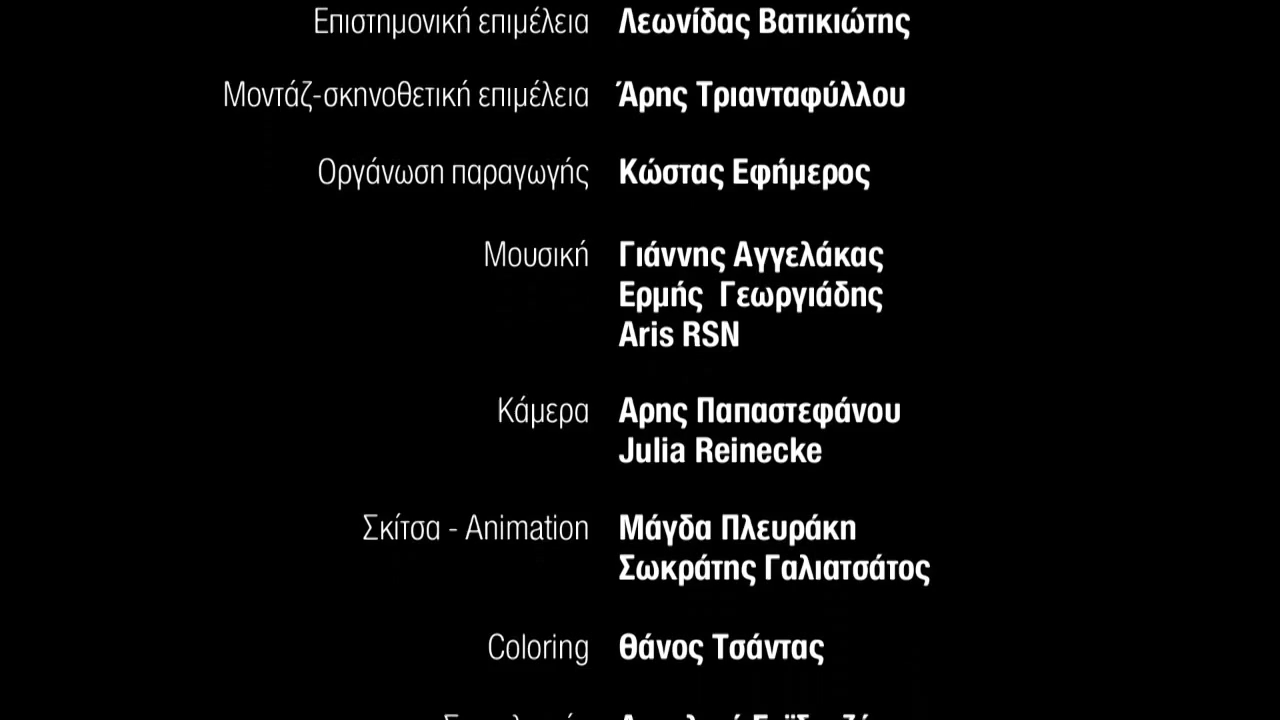 Επιστημονική επιμέλεια Λεωνίδας Βατικιώτης
Μοντάζ-σκηνοθετική επιμέλεια Άρης Τριανταφύλλου
Οργάνωση παραγωγής Κώστας Εφήμερος
Μουσική Γιάννης Αγγελάκας
Ερμής Γεωργιάδης
Aris RSN
Κάμερα Αρης Παπαστεφάνου
Julia Reinecke
Σκίτσα - Animation Μάγδα Πλευράκη
Σωκράτης Γαλιατσάτος
Coloring Θάνος Τσάντας